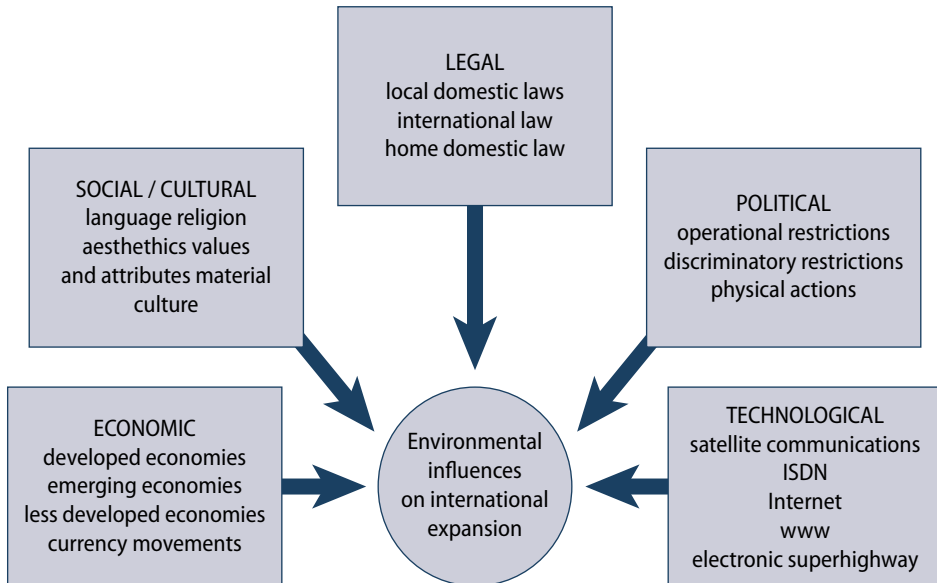 LEGAL
local domestic laws
international law
home domestic law
SOCIAL / CULTURAL
language religion
aesthethics values
and attributes material
culture
POLITICAL
operational restrictions
discriminatory restrictions
physical actions
ECONOMIC
developed economies
emerging economies
less developed economies
currency movements
Environmental
influences
on international
expansion
TECHNOLOGICAL
satellite communications
ISDN
Internet
www
electronic superhighway